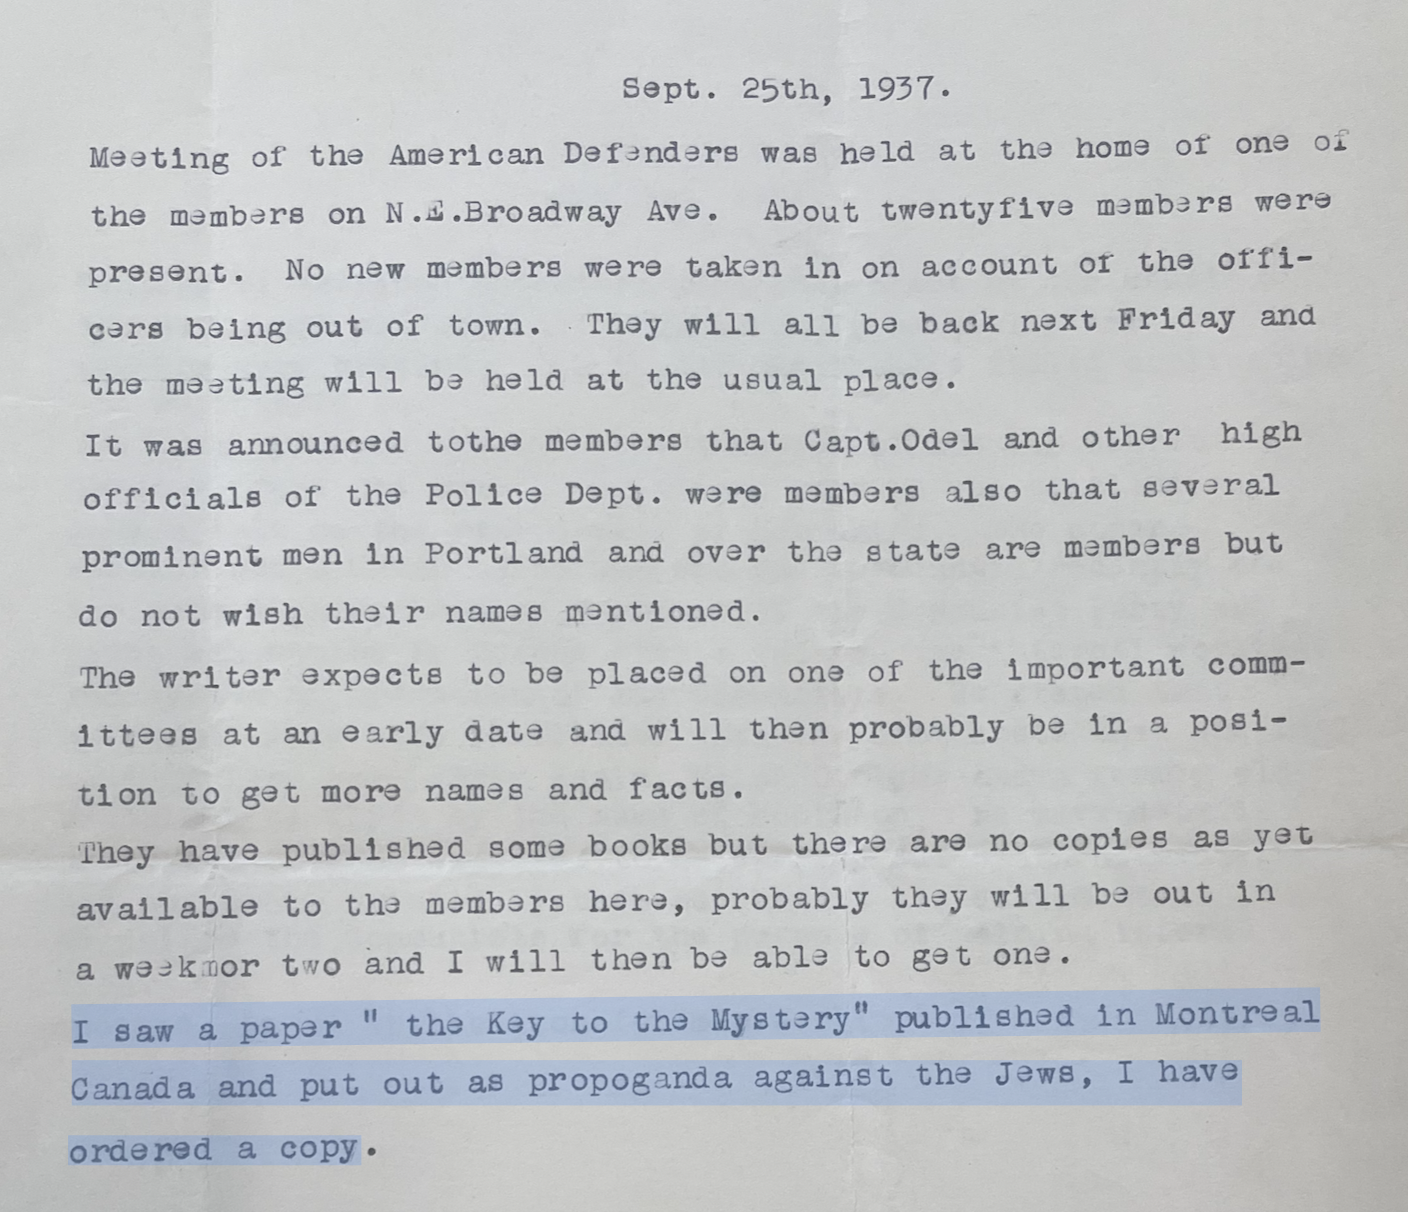 Sept. 25th, 1937.
Meeting of the American Defenders was held at the home of one of
the members on N.E.Broadway Ave. About twentyfive members were
present. No new members were taken in on account of the offi-
cers being out of town. They will all be back next Friday and
the meeting will be held at the usual place.
It was announced tothe members that Capt.Odel and other high
officials of the Police Dept. were members also that several
prominent men in Portland and over the state are members but
do not wish their names mentioned.
The writer expects to be placed on one of the important comm-
ittees at an early date and will then probably be in a posi-
tion to get more names and facts.
They have published some books but there are no copies as yet
available to the members here, probably they will be out in
a weekmor two and I will then be able to get one.
I saw a paper " the Key to the Mystery" published in Montreal
Canada and put out as propoganda against the Jews, I have
ordered a copy.